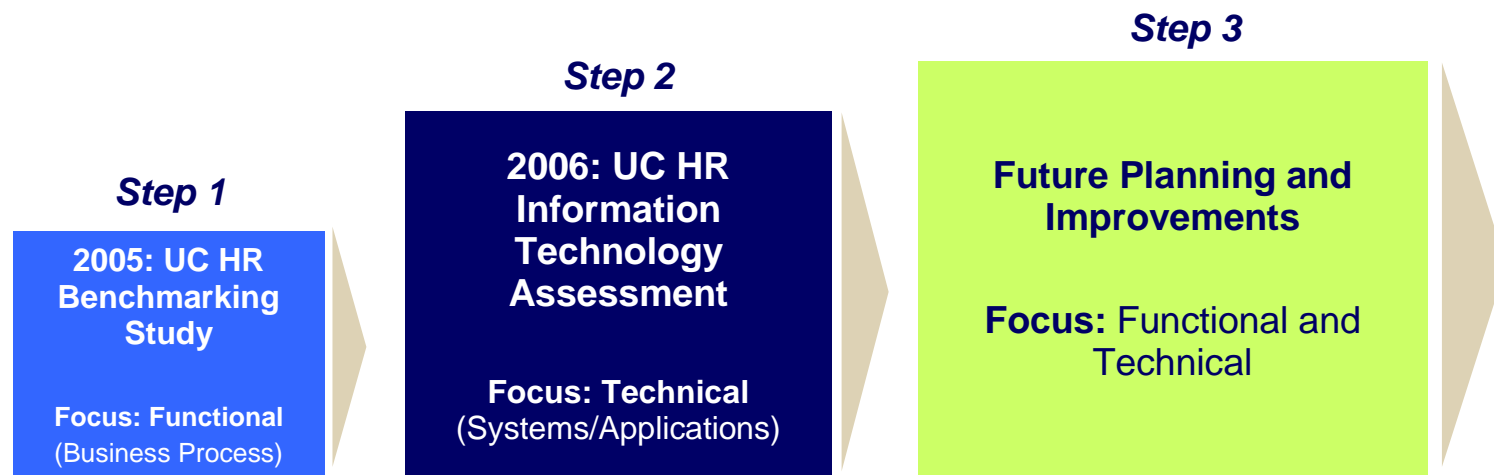 Step 1
2005: UC HR
Benchmarking
Study
Focus: Functional
(Business Process)
Step 2
2006: UC HR
Information
Technology
Assessment
Focus: Technical
(Systems/Applications)
Step 3
Future Planning and
Improvements
Focus: Functional and
Technical